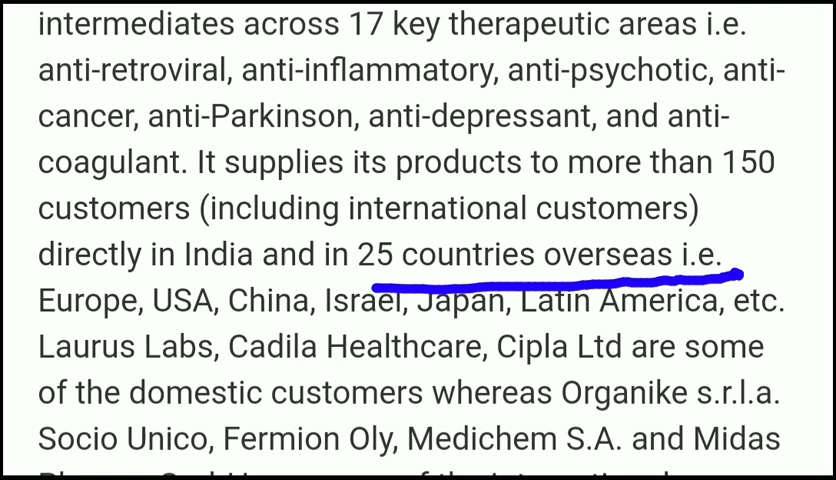 intermediates across 17 key therapeutic areas i.e.
anti-retroviral, anti-inflammatory, anti-psychotic, anti-
cancer, anti-Parkinson, anti-depressant, and anti-
coagulant. It supplies its products to more than 150
customers (including international customers)
directly in India and in 25 countries overseas i.e.
Europe, USA, China, Israel, Japan, Latin America, etc.
Laurus Labs, Cadila Healthcare, Cipla Ltd are some
of the domestic customers whereas Organike s.r.l.a.
Socio Unico, Fermion Oly, Medichem S.A. and Midas